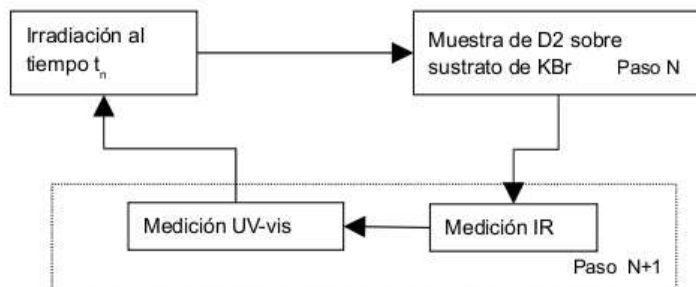 Irradiación al
tiempo tₙ
Muestra de D2 sobre
sustrato de KBr Paso N
Medición UV-vis
Medición IR
Paso N+1